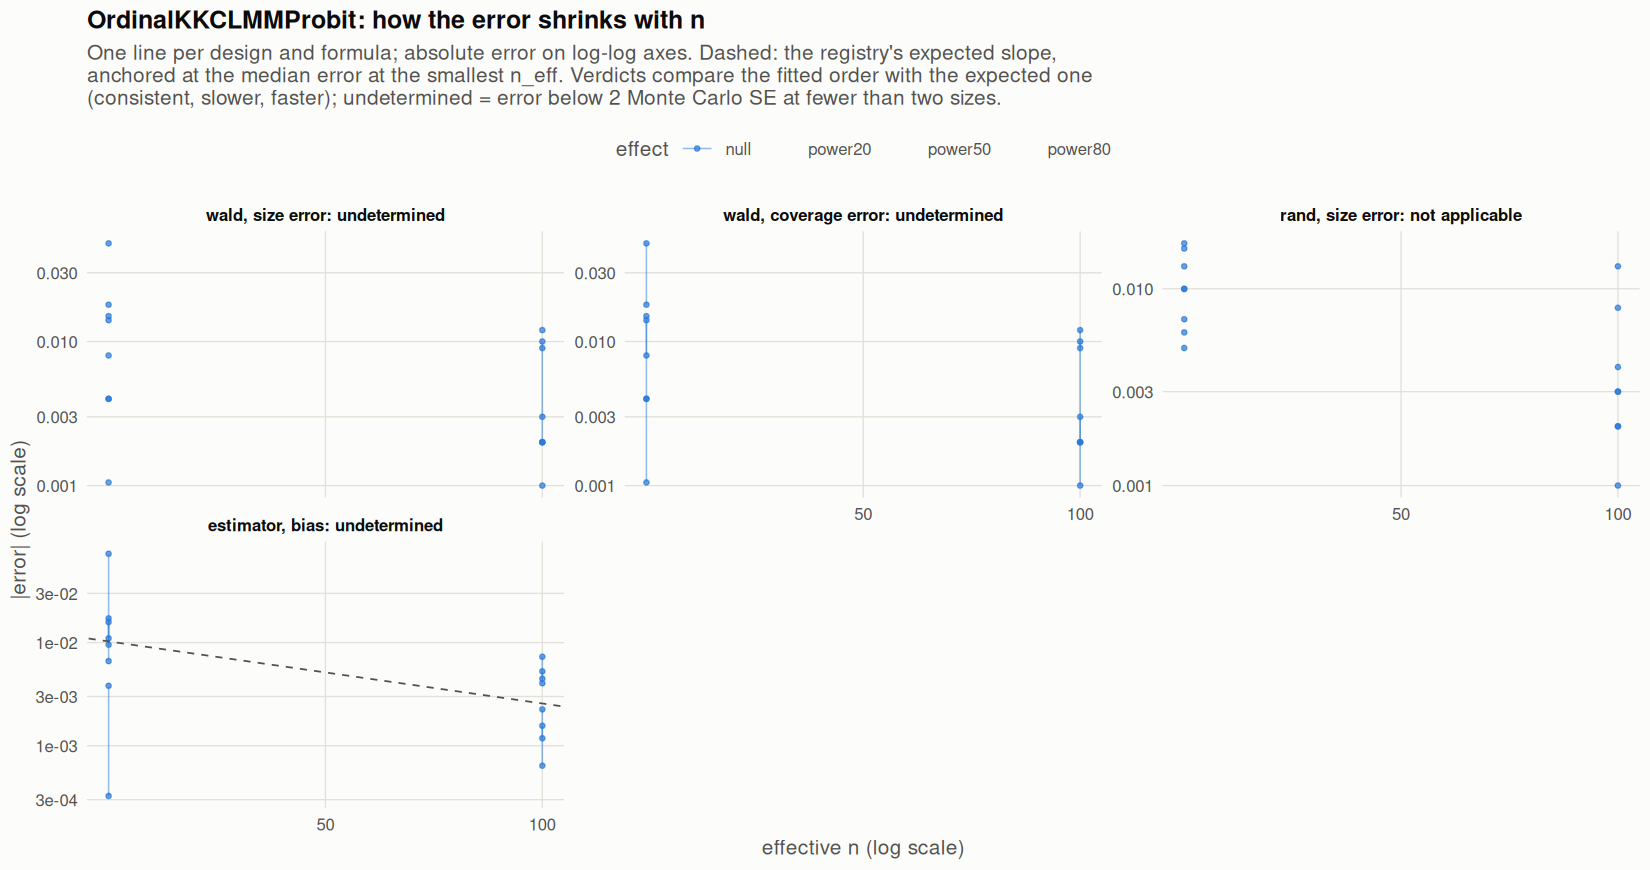 OrdinalKKCLMMProbit: how the error shrinks with n
One line per design and formula; absolute error on log-log axes. Dashed: the registry's expected slope,
anchored at the median error at the smallest n_eff. Verdicts compare the fitted order with the expected one
(consistent, slower, faster); undetermined = error below 2 Monte Carlo SE at fewer than two sizes.
effect null power20 power50 power80
wald, size error: undetermined
0.030
0.010
0.003
0.001
wald, coverage error: undetermined
0.030
0.010
0.003
0.001
50 100
rand, size error: not applicable
0.010
0.003
0.001
50 100
estimator, bias: undetermined
3e-02
1e-02
3e-03
1e-03
3e-04
50 100
|error| (log scale)
effective n (log scale)